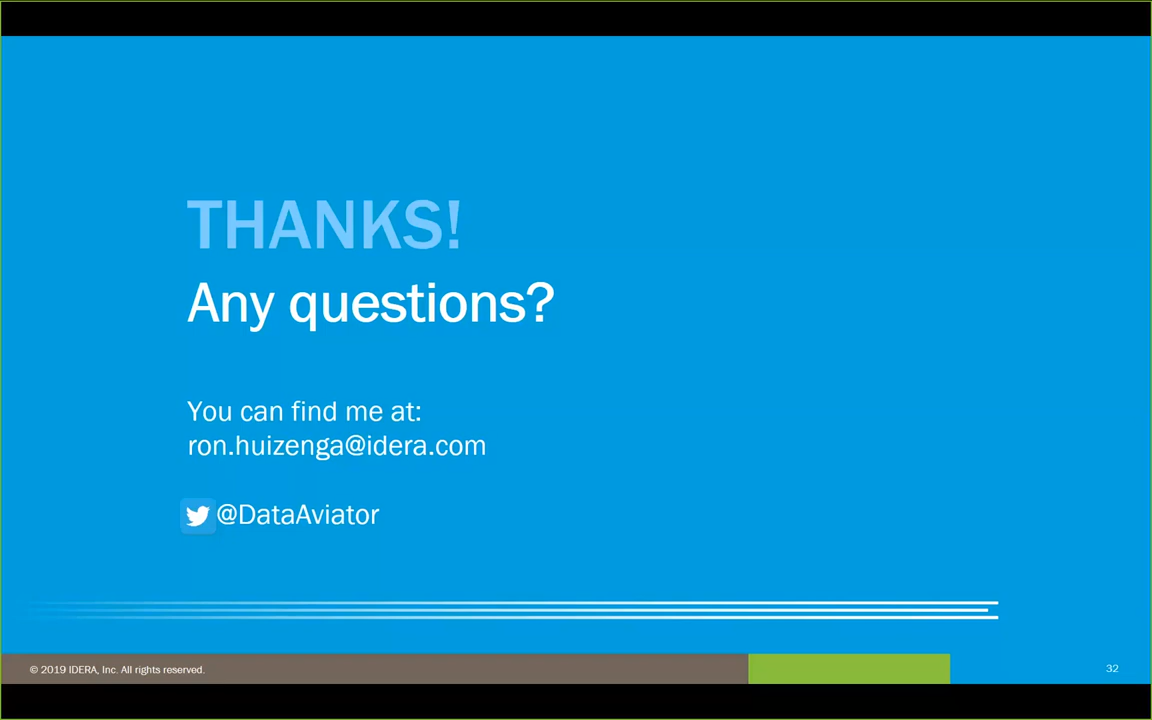 THANKS!
Any questions?
You can find me at:
ron.huizenga@idera.com
@DataAviator
© 2019 IDERA, Inc. All rights reserved.
32